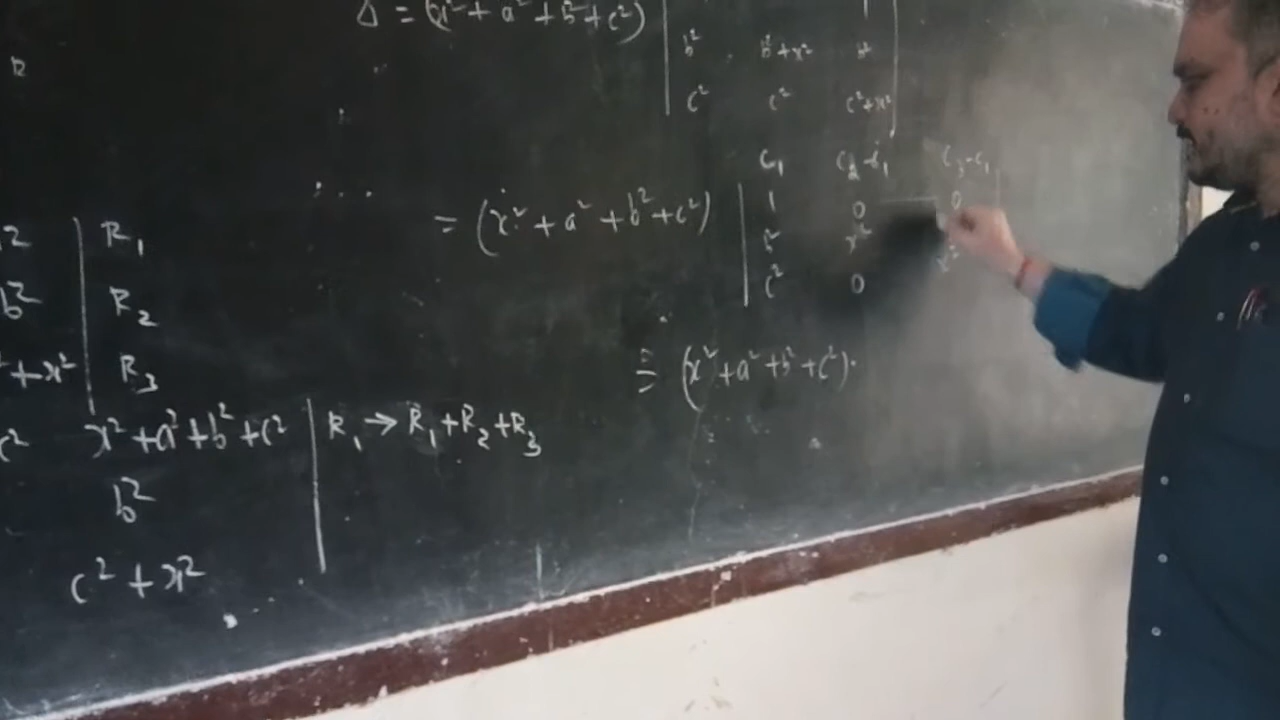 Δ = (x² + a² + b² + c²)
b² b² + x² b²
c² c² c² + x²
C₁ C₂ - C₁ C₃ - C₁
= (x² + a² + b² + c²) | 1 0 0
b² x²
c² 0 x²
= (x² + a² + b² + c²).
R₁
b² | R₂
+ x² | R₃
c² x² + a² + b² + c² | R₁ → R₁ + R₂ + R₃
b²
c² + x²